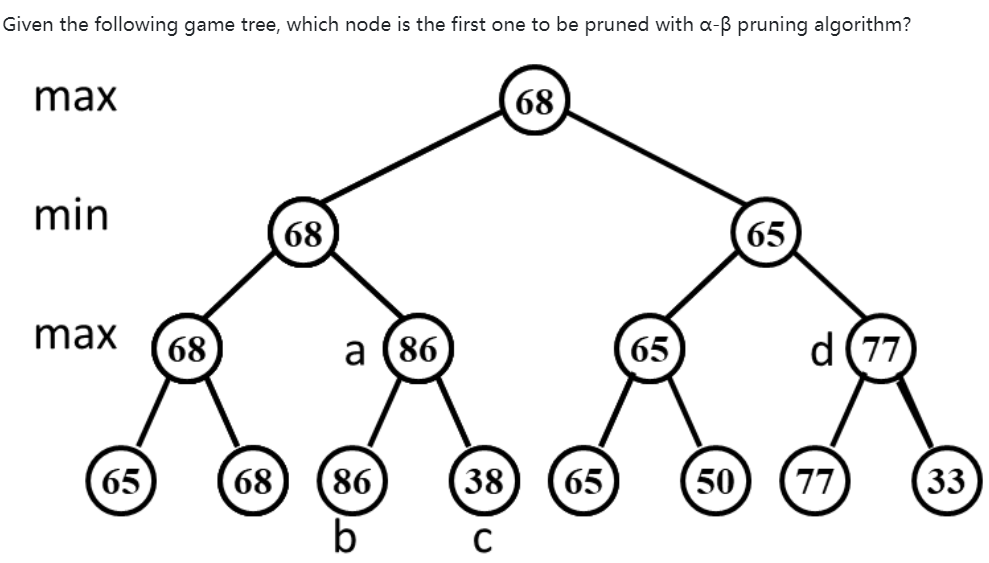 Given the following game tree, which node is the first one to be pruned with α-β pruning algorithm?
max
68
min
68
65
max
68
a
86
65
d
77
65
68
86
38
65
50
77
33
b
c